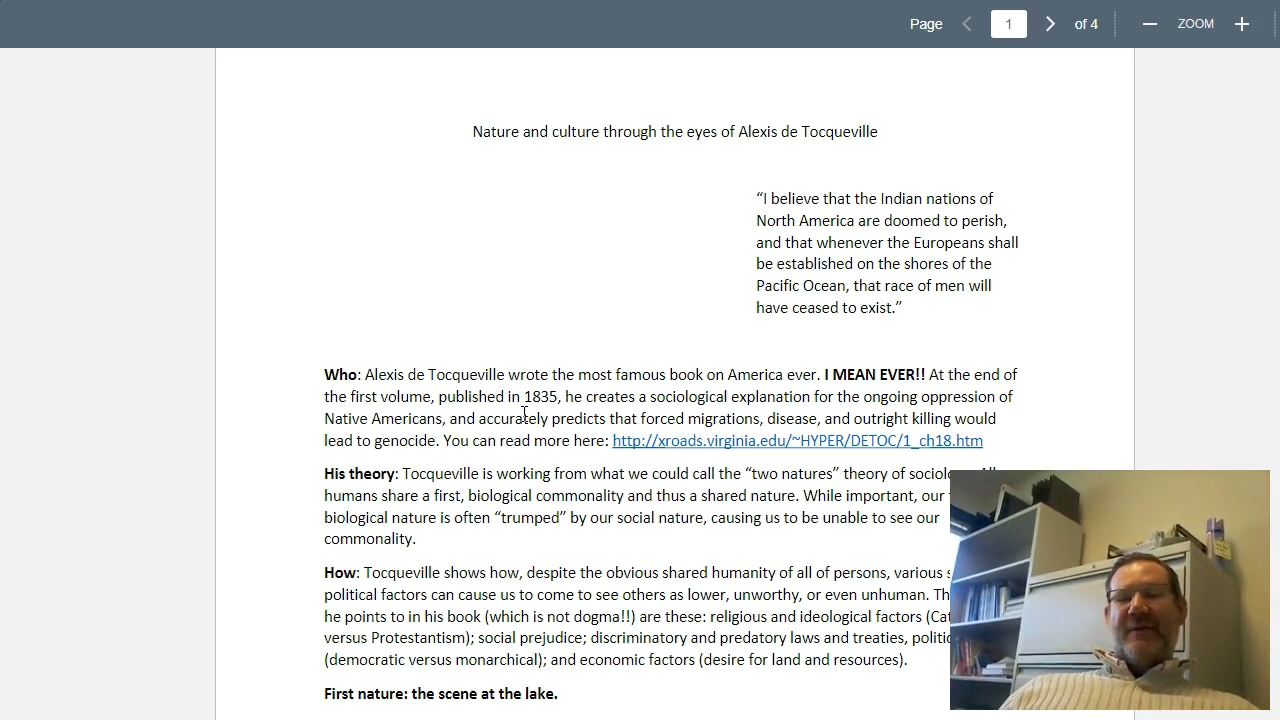 Page 1 of 4 ZOOM
Nature and culture through the eyes of Alexis de Tocqueville
“I believe that the Indian nations of
North America are doomed to perish,
and that whenever the Europeans shall
be established on the shores of the
Pacific Ocean, that race of men will
have ceased to exist.”
Who: Alexis de Tocqueville wrote the most famous book on America ever. I MEAN EVER!! At the end of
the first volume, published in 1835, he creates a sociological explanation for the ongoing oppression of
Native Americans, and accurately predicts that forced migrations, disease, and outright killing would
lead to genocide. You can read more here: http://xroads.virginia.edu/~HYPER/DETOC/1_ch18.htm
His theory: Tocqueville is working from what we could call the “two natures” theory of
humans share a first, biological commonality and thus a shared nature. While important, our
biological nature is often “trumped” by our social nature, causing us to be unable to see our
commonality.
How: Tocqueville shows how, despite the obvious shared humanity of all of persons, various
political factors can cause us to come to see others as lower, unworthy, or even unhuman.
he points to in his book (which is not dogma!!) are these: religious and ideological factors
versus Protestantism); social prejudice; discriminatory and predatory laws and treaties,
(democratic versus monarchical); and economic factors (desire for land and resources).
First nature: the scene at the lake.